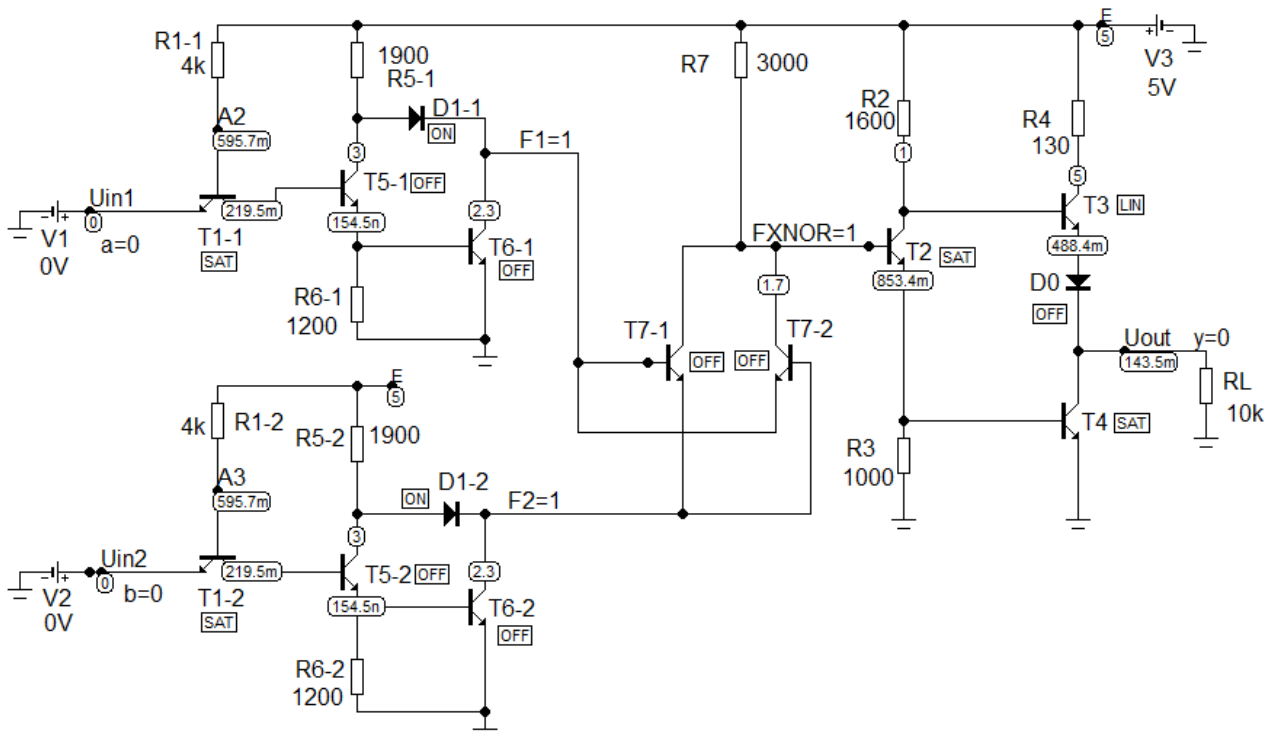 R1-1
4k
1900
R5-1
R7
3000
E
5
V3
5V
A2
595.7m
D1-1
ON
F1=1
R2
1600
R4
130
1
5
3
T5-1
OFF
T3
LIN
Uin1
0
219.5m
154.5n
2.3
FXNOR=1
T2
SAT
488.4m
V1
0V
a=0
T1-1
SAT
T6-1
OFF
853.4m
D0
OFF
R6-1
1200
1.7
T7-1
OFF
T7-2
OFF
Uout
y=0
143.5m
RL
10k
E
5
4k
R1-2
R5-2
1900
T4
SAT
R3
1000
A3
595.7m
ON
D1-2
F2=1
3
Uin2
0
219.5m
T5-2
OFF
2.3
V2
0V
b=0
T1-2
SAT
154.5n
T6-2
OFF
R6-2
1200